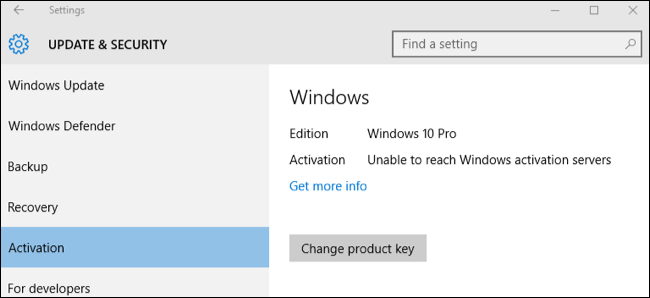 Settings
UPDATE & SECURITY
Find a setting
Windows Update
Windows Defender
Backup
Recovery
Activation
For developers
Windows
Edition Windows 10 Pro
Activation Unable to reach Windows activation servers
Get more info
Change product key